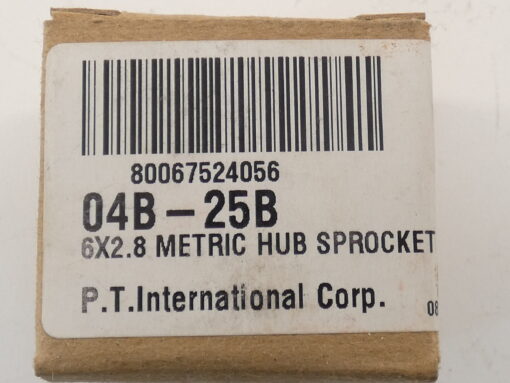 80067524056
04B-25B
6X2.8 METRIC HUB SPROCKET
P.T.International Corp.